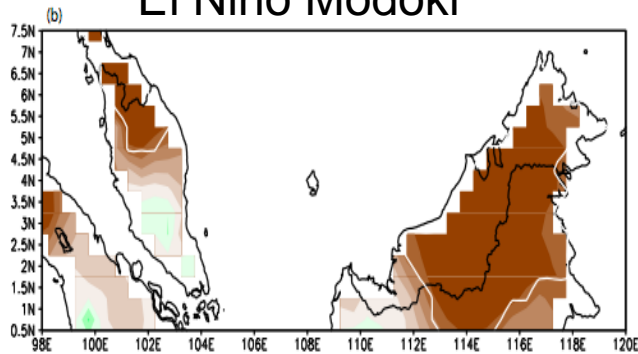 El Niño Modoki
(b)
7.5N
7N
6.5N
6N
5.5N
5N
4.5N
4N
3.5N
3N
2.5N
2N
1.5N
1N
0.5N
98E 100E 102E 104E 106E 108E 110E 112E 114E 116E 118E 120E